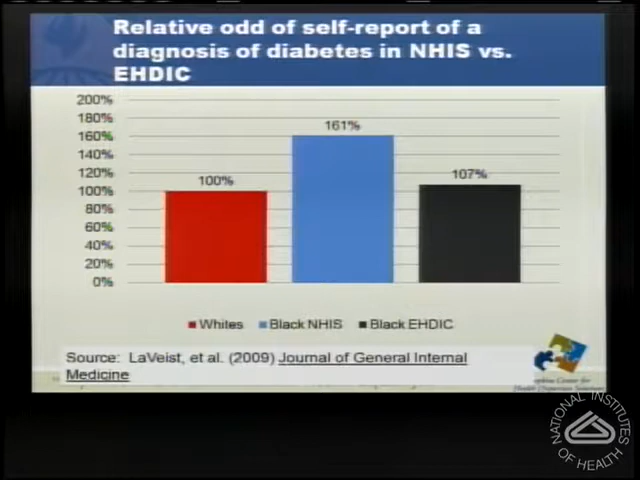 Relative odd of self-report of a
diagnosis of diabetes in NHIS vs.
EHDIC
200%
180%
160%
140%
120%
100%
80%
60%
40%
20%
0%
100%
161%
107%
Whites
Black NHIS
Black EHDIC
Source: LaVeist, et al. (2009) Journal of General Internal
Medicine
Center for
NATIONAL INSTITUTES
OF HEALTH